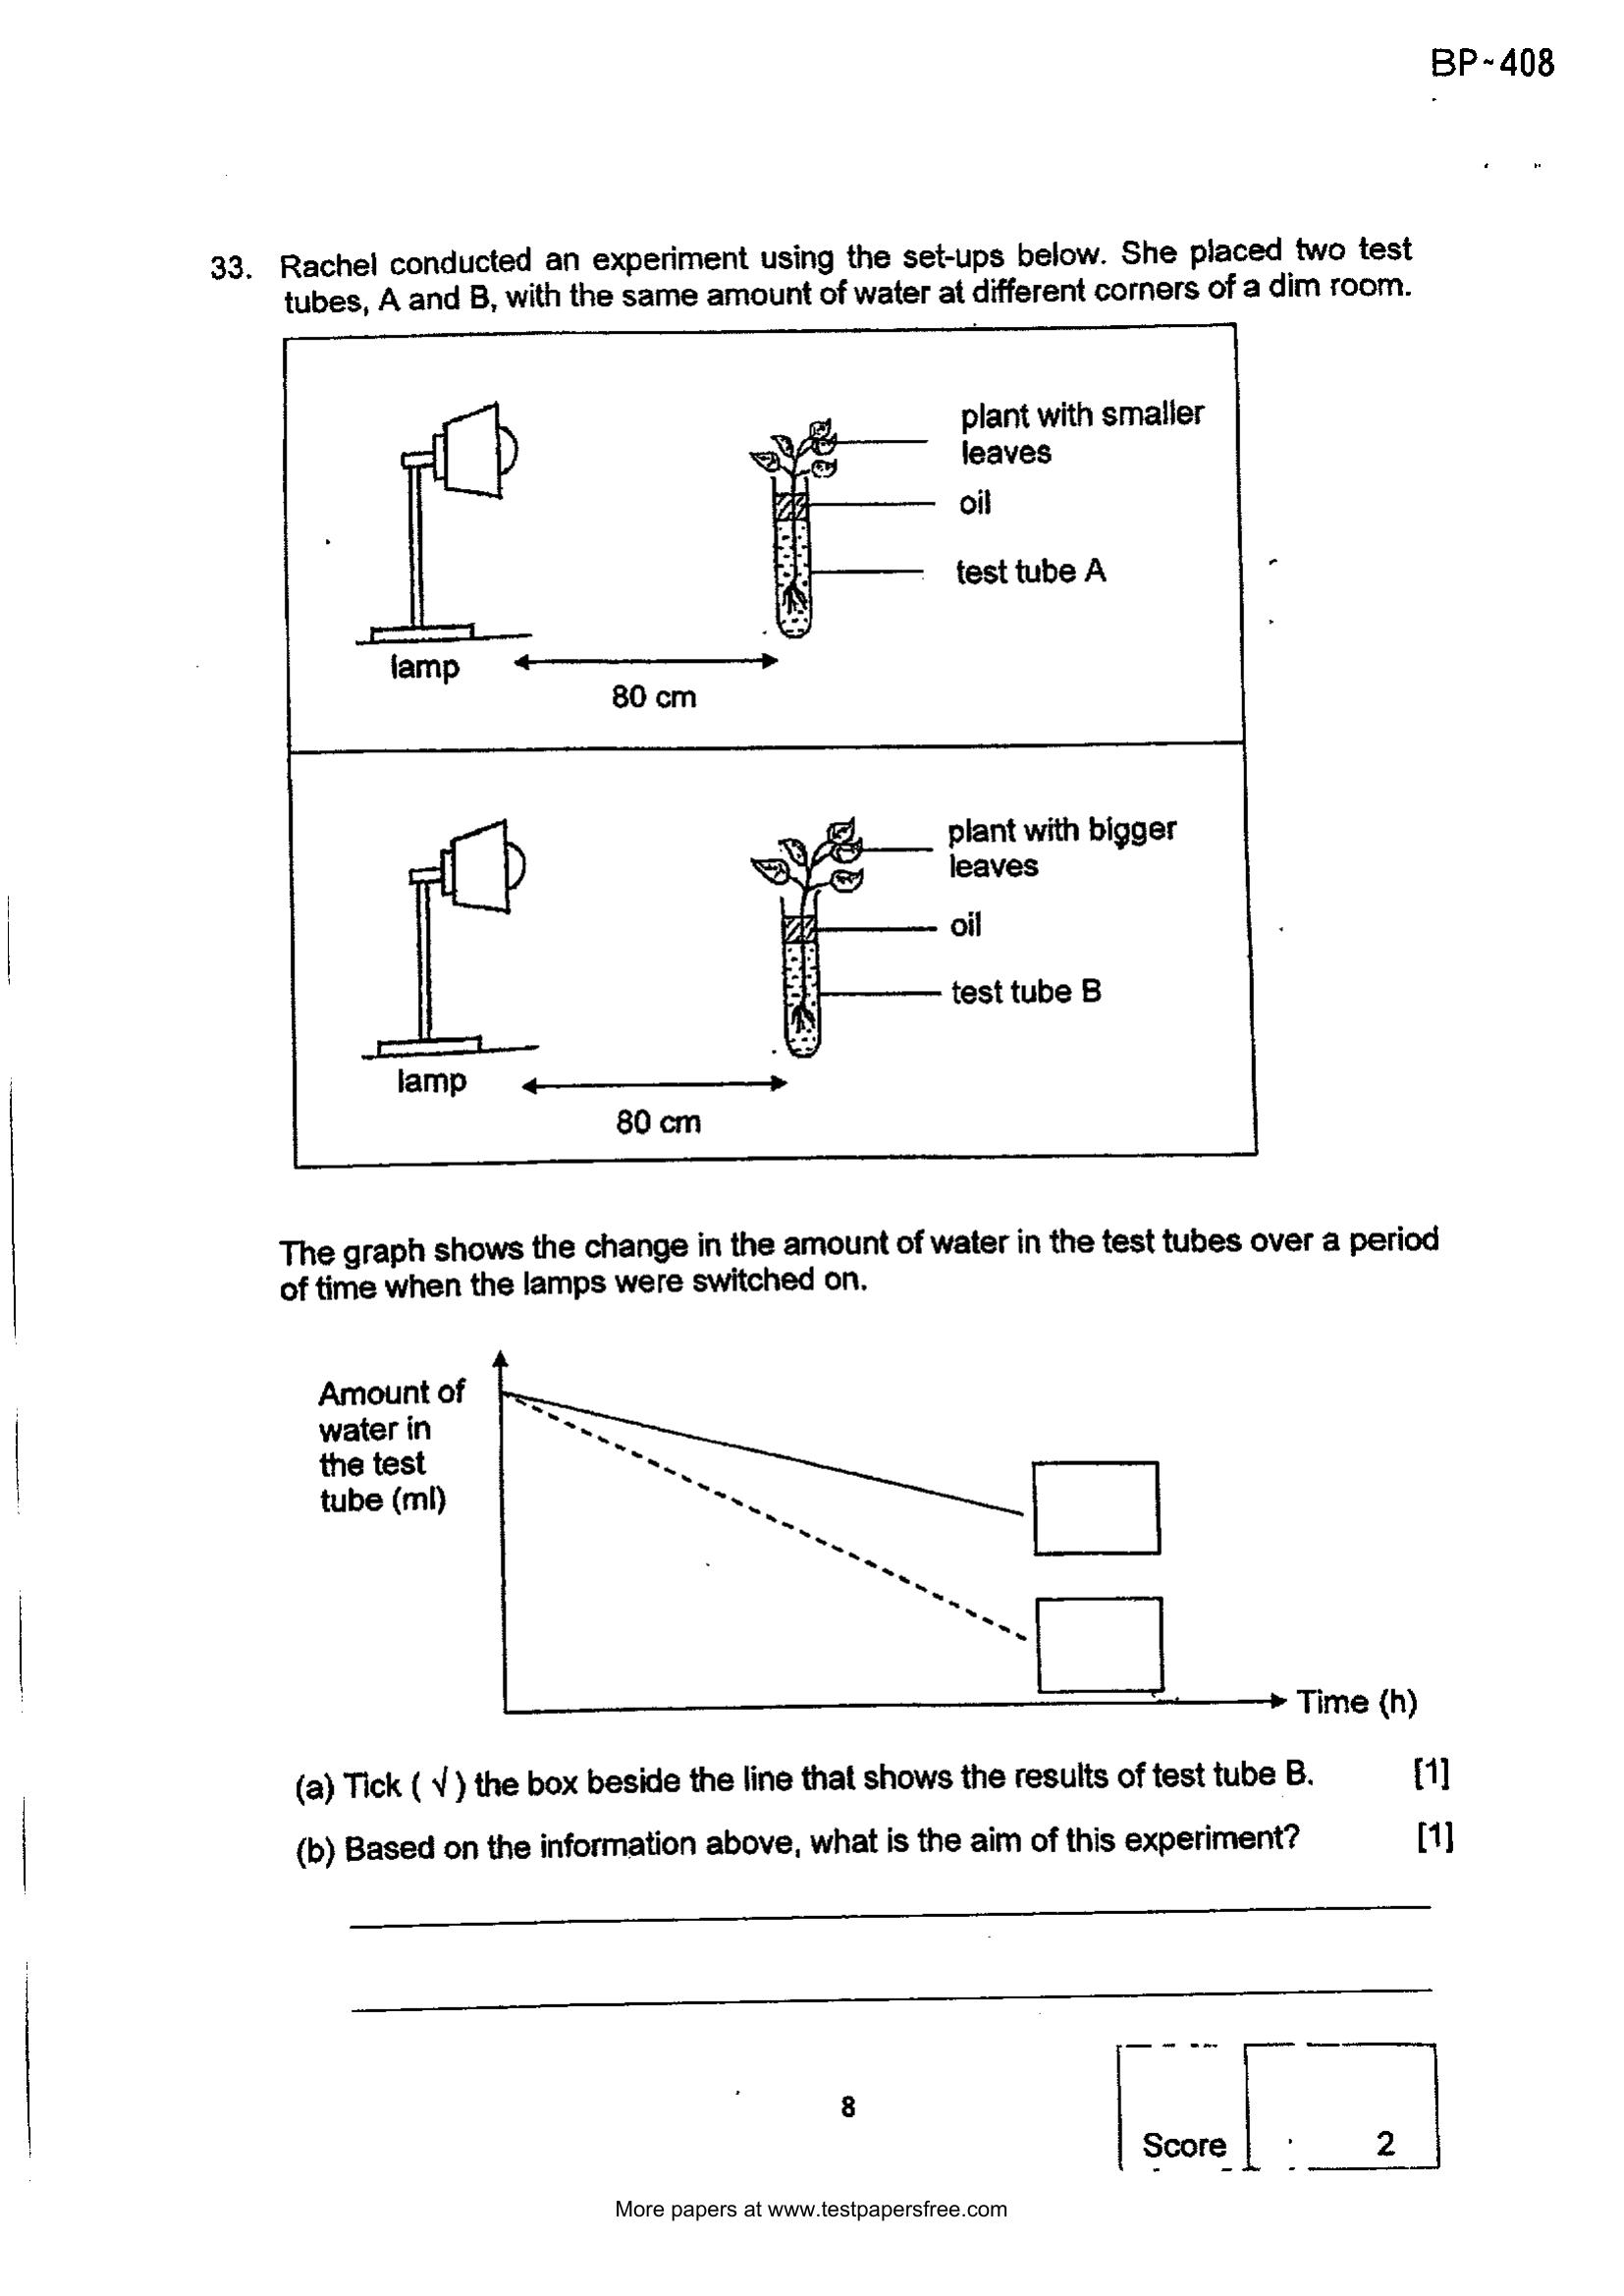 BP-408
33. Rachel conducted an experiment using the set-ups below. She placed two test
tubes, A and B, with the same amount of water at different corners of a dim room.
plant with smaller
leaves
oil
test tube A
lamp
80 cm
plant with bigger
leaves
oil
test tube B
lamp
80 cm
The graph shows the change in the amount of water in the test tubes over a period
of time when the lamps were switched on.
Amount of
water in
the test
tube (ml)
Time (h)
(a) Tick ( √ ) the box beside the line that shows the results of test tube B. [1]
(b) Based on the information above, what is the aim of this experiment? [1]
8
Score 2
More papers at www.testpapersfree.com